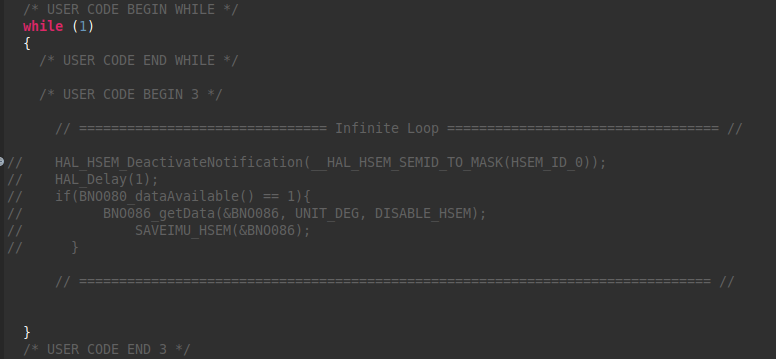 /* USER CODE BEGIN WHILE */
while (1)
{
/* USER CODE END WHILE */
/* USER CODE BEGIN 3 */
// =============================== Infinite Loop ================================== //
// HAL_HSEM_DeactivateNotification(__HAL_HSEM_SEMID_TO_MASK(HSEM_ID_0));
// HAL_Delay(1);
// if(BNO080_dataAvailable() == 1){
// BNO086_getData(&BNO086, UNIT_DEG, DISABLE_HSEM);
// SAVEIMU_HSEM(&BNO086);
// }
// =============================================================================== //
}
/* USER CODE END 3 */